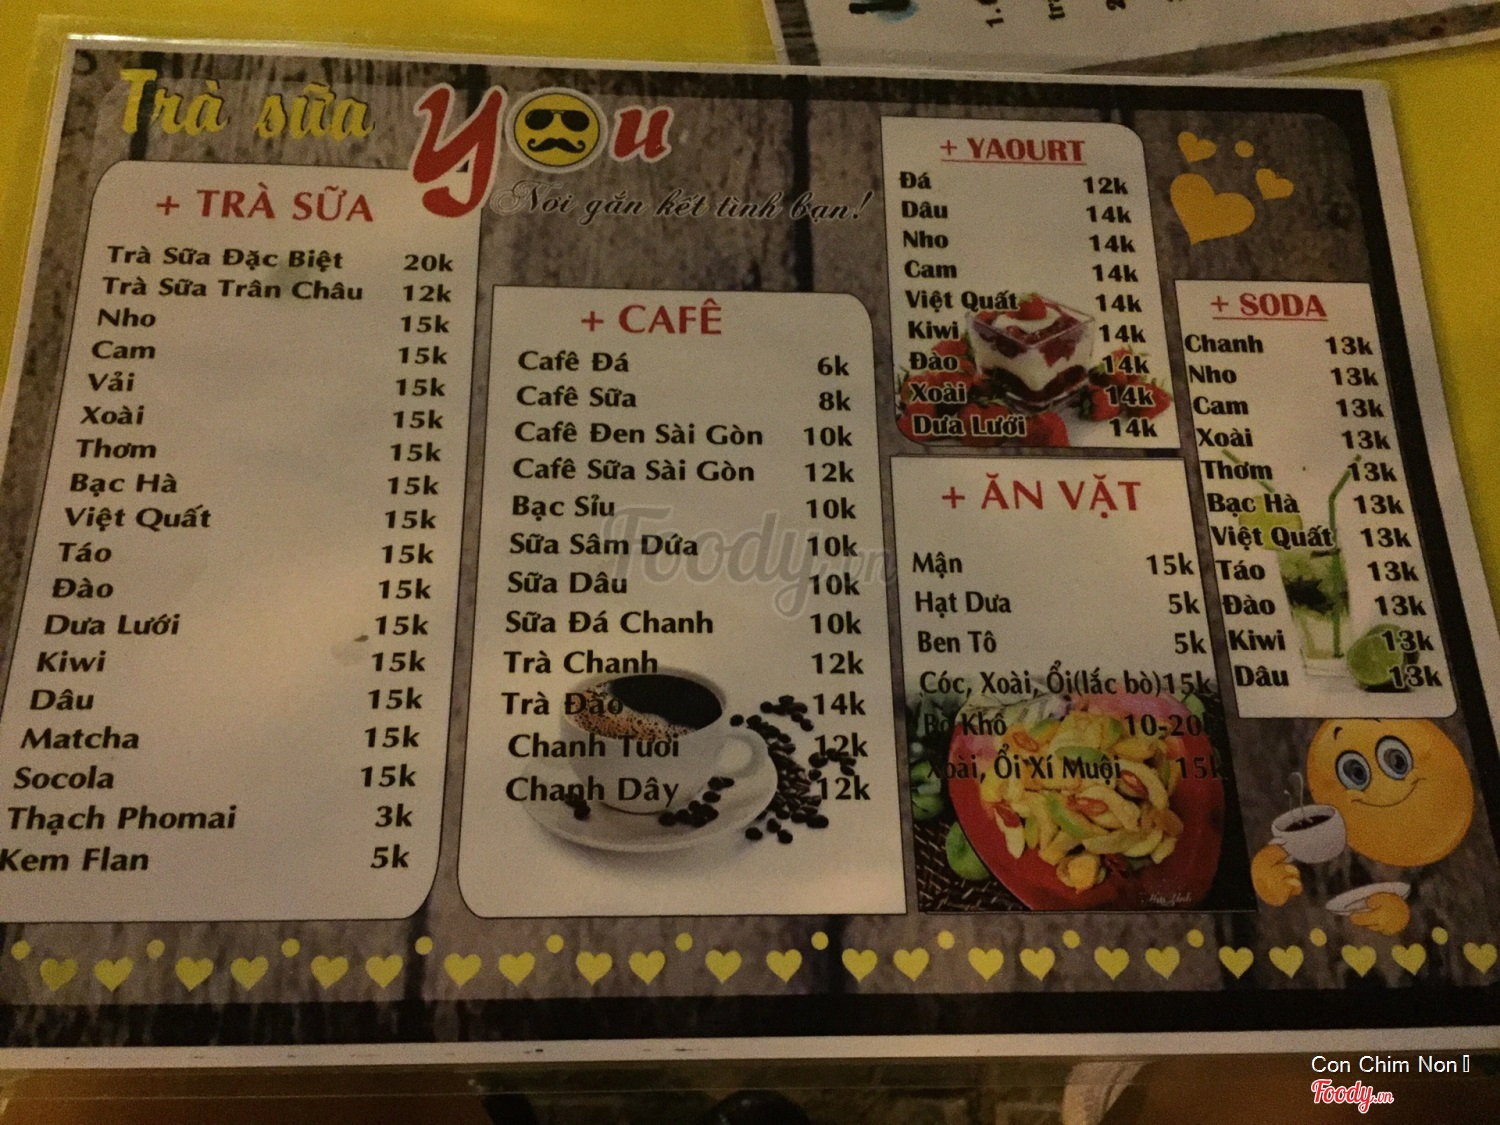 Trà sữa You
Nơi gắn kết tình bạn!
+ TRÀ SỮA
Trà Sữa Đặc Biệt 20k
Trà Sữa Trân Châu 12k
Nho 15k
Cam 15k
Vải 15k
Xoài 15k
Thơm 15k
Bạc Hà 15k
Việt Quất 15k
Táo 15k
Đào 15k
Dưa Lưới 15k
Kiwi 15k
Dâu 15k
Matcha 15k
Socola 15k
Thạch Phomai 3k
Kem Flan 5k
+ CAFÊ
Cafê Đá 6k
Cafê Sữa 8k
Cafê Đen Sài Gòn 10k
Cafê Sữa Sài Gòn 12k
Bạc Sỉu 10k
Sữa Sâm Dứa 10k
Sữa Dâu 10k
Sữa Đá Chanh 10k
Trà Chanh 12k
Trà Đào 14k
Chanh Tươi 12k
Chanh Dây 12k
+ YAOURT
Đá 12k
Dâu 14k
Nho 14k
Cam 14k
Việt Quất 14k
Kiwi 14k
Đào 14k
Xoài 14k
Dưa Lưới 14k
+ ĂN VẶT
Mận 15k
Hạt Dưa 5k
Ben Tô 5k
Cóc, Xoài, Ổi(lắc bò)15k
Bò Khô 10-20k
Xoài, Ổi Xí Muội 15k
+ SODA
Chanh 13k
Nho 13k
Cam 13k
Xoài 13k
Thơm 13k
Bạc Hà 13k
Việt Quất 13k
Táo 13k
Đào 13k
Kiwi 13k
Dâu 13k
Foody.vn
Con Chim Non
Foody.vn